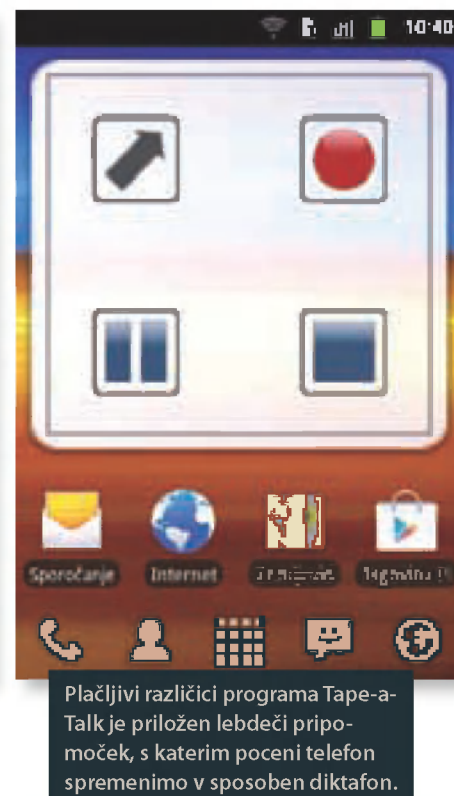 10:40
Sporočanje
Internet
Plačljivi različici programa Tape-a-
Talk je priložen lebdeči pripo-
moček, s katerim poceni telefon
spremenimo v sposoben diktafon.